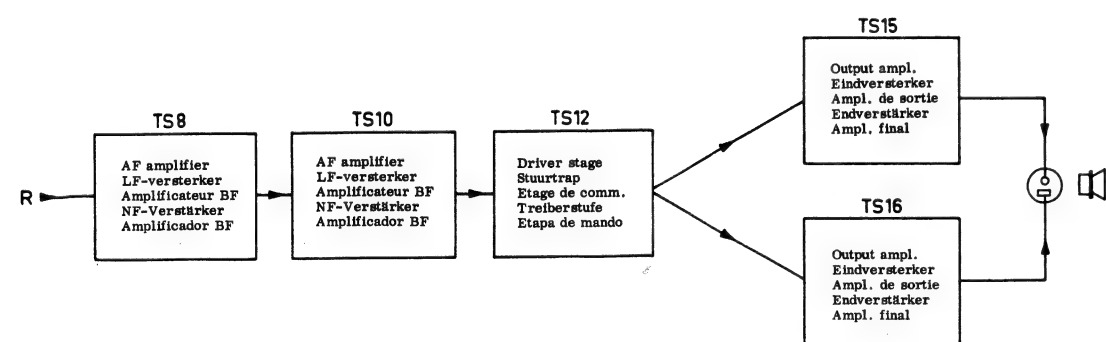 R
TS8
AF amplifier
LF-versterker
Amplificateur BF
NF-Verstärker
Amplificador BF
TS10
AF amplifier
LF-versterker
Amplificateur BF
NF-Verstärker
Amplificador BF
TS12
Driver stage
Stuurtrap
Etage de comm.
Treiberstufe
Etapa de mando
TS15
Output ampl.
Eindversterker
Ampl. de sortie
Endverstärker
Ampl. final
TS16
Output ampl.
Eindversterker
Ampl. de sortie
Endverstärker
Ampl. final